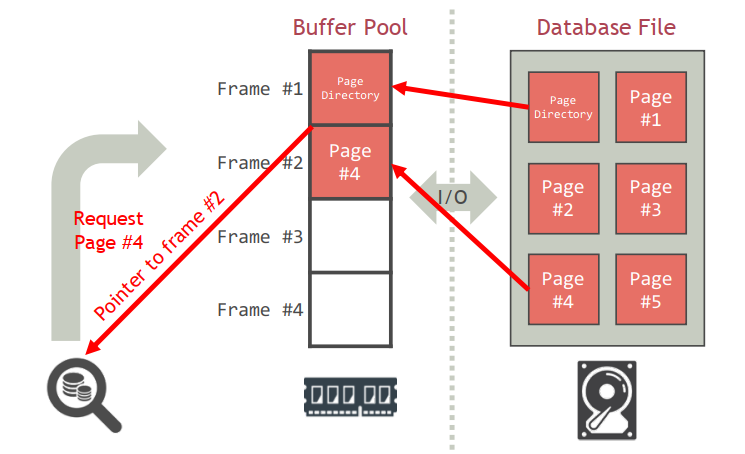 Buffer Pool
Database File
Frame #1
Page
Directory
Page
Directory
Page
#1
Frame #2
Page
#4
I/O
Page
#2
Page
#3
Request
Page #4
Pointer to frame #2
Frame #3
Page
#4
Page
#5
Frame #4